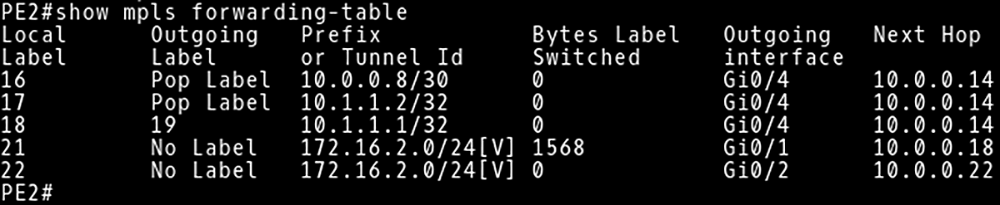 PE2#show mpls forwarding-table
Local      Outgoing   Prefix           Bytes Label   Outgoing   Next Hop
Label      Label      or Tunnel Id     Switched      interface
16         Pop Label  10.0.0.8/30      0             Gi0/4      10.0.0.14
17         Pop Label  10.1.1.2/32      0             Gi0/4      10.0.0.14
18         19         10.1.1.1/32      0             Gi0/4      10.0.0.14
21         No Label   172.16.2.0/24[V] 1568          Gi0/1      10.0.0.18
22         No Label   172.16.2.0/24[V] 0             Gi0/2      10.0.0.22
PE2#